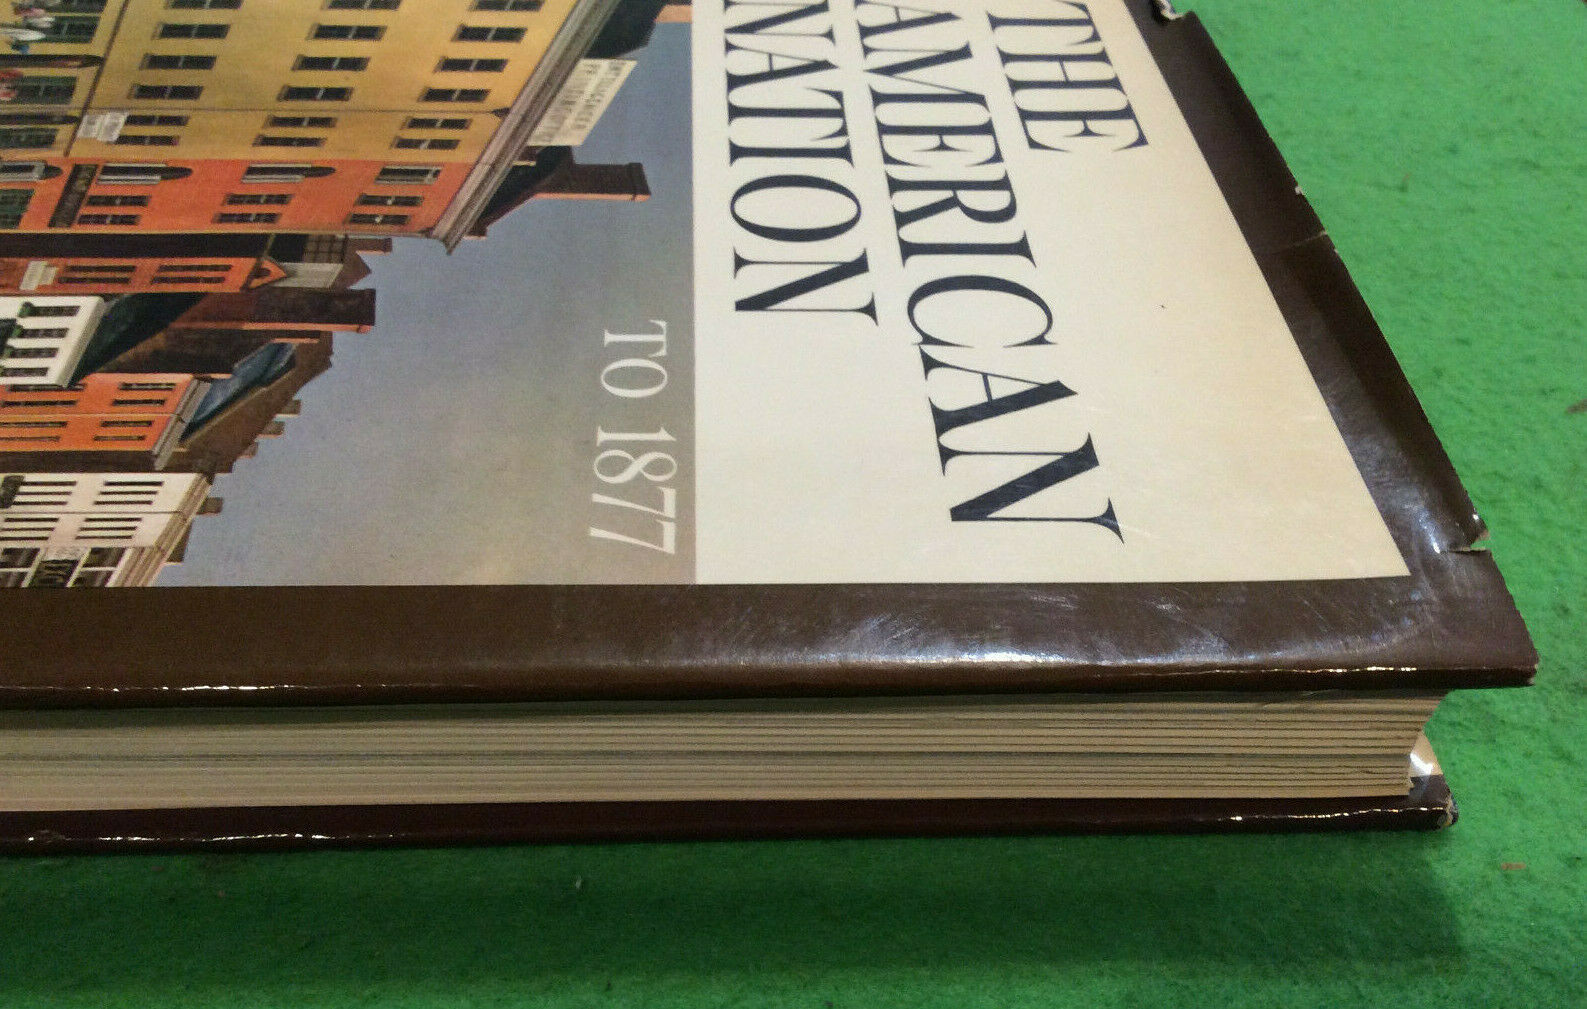 THE
AMERICAN
NATION
TO 1877